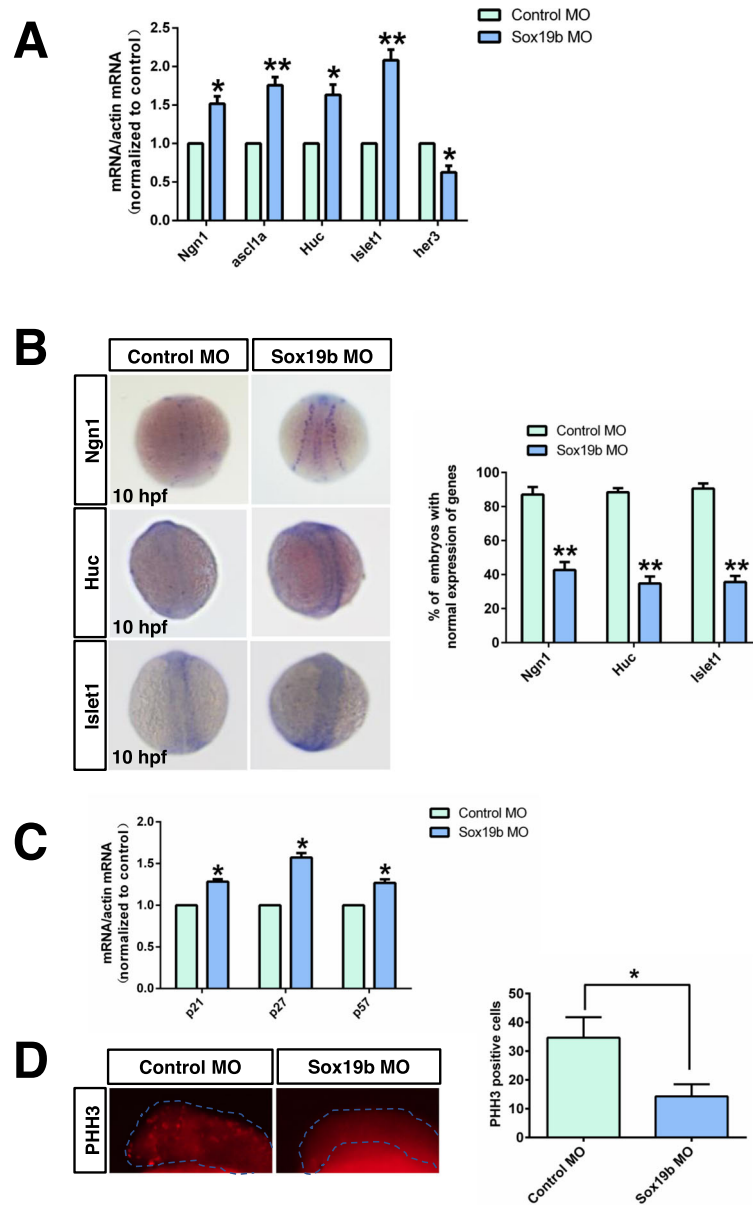 A
2.5
2.0
1.5
1.0
0.5
0.0
mRNA/actin mRNA
(normalized to control)
* ** * ** *
Ngn1 ascl1a Huc Islet1 her3
Control MO
Sox19b MO
B
Control MO Sox19b MO
Ngn1
10 hpf
Huc
10 hpf
Islet1
10 hpf
Control MO
Sox19b MO
100
80
60
40
20
0
% of embryos with
normal expression of genes
** ** **
Ngn1 Huc Islet1
C
2.0
1.5
1.0
0.5
0.0
mRNA/actin mRNA
(normalized to control)
* * *
p21 p27 p57
Control MO
Sox19b MO
D
Control MO Sox19b MO
PHH3
50
40
30
20
10
0
PHH3 positive cells
*
Control MO Sox19b MO